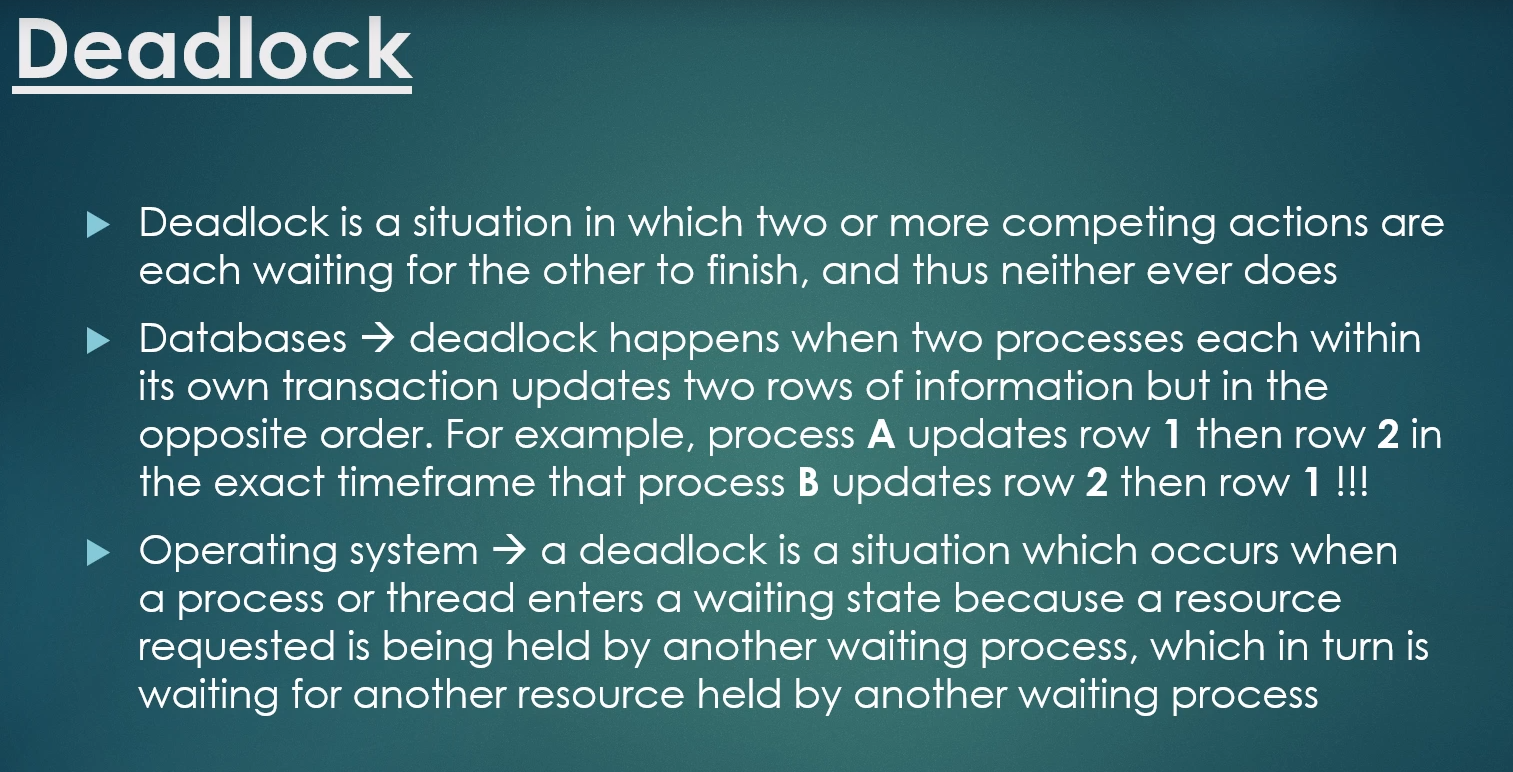 Deadlock
Deadlock is a situation in which two or more competing actions are
each waiting for the other to finish, and thus neither ever does
Databases → deadlock happens when two processes each within
its own transaction updates two rows of information but in the
opposite order. For example, process A updates row 1 then row 2 in
the exact timeframe that process B updates row 2 then row 1 !!!
Operating system → a deadlock is a situation which occurs when
a process or thread enters a waiting state because a resource
requested is being held by another waiting process, which in turn is
waiting for another resource held by another waiting process